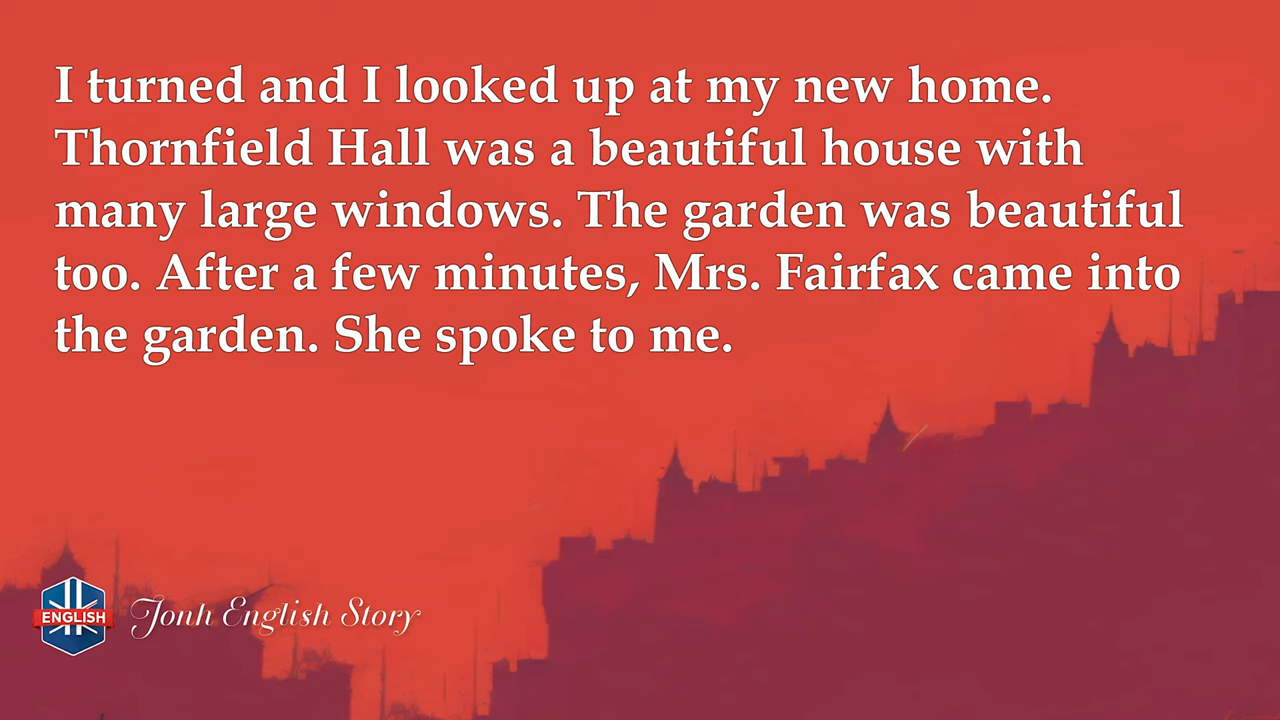 I turned and I looked up at my new home.
Thornfield Hall was a beautiful house with
many large windows. The garden was beautiful
too. After a few minutes, Mrs. Fairfax came into
the garden. She spoke to me.
ENGLISH
Jonh English Story